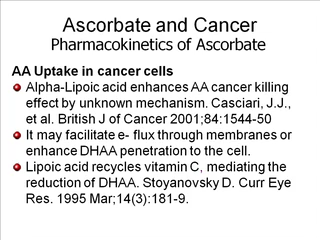 Ascorbate and Cancer
Pharmacokinetics of Ascorbate
AA Uptake in cancer cells
Alpha-Lipoic acid enhances AA cancer killing
effect by unknown mechanism. Casciari, J.J.,
et al. British J of Cancer 2001;84:1544-50
It may facilitate e- flux through membranes or
enhance DHAA penetration to the cell.
Lipoic acid recycles vitamin C, mediating the
reduction of DHAA. Stoyanovsky D. Curr Eye
Res. 1995 Mar;14(3):181-9.